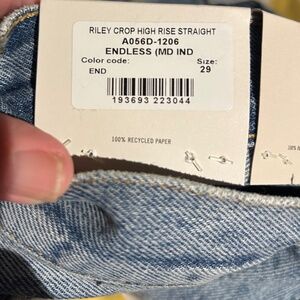 RILEY CROP HIGH RISE STRAIGHT
A056D-1206
ENDLESS (MD IND
Color code: Size:
END 29
193693 223044
100% RECYCLED PAPER